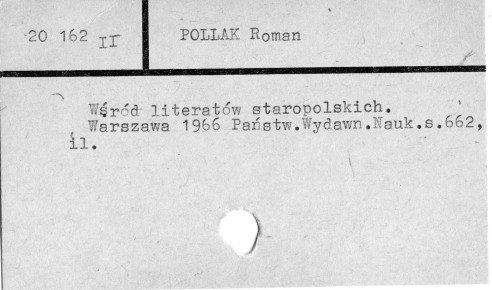 20 162 II
POLLAK Roman
Wśród literatów staropolskich.
Warszawa 1966 Państw.Wydawn.Nauk.s.662,
il.